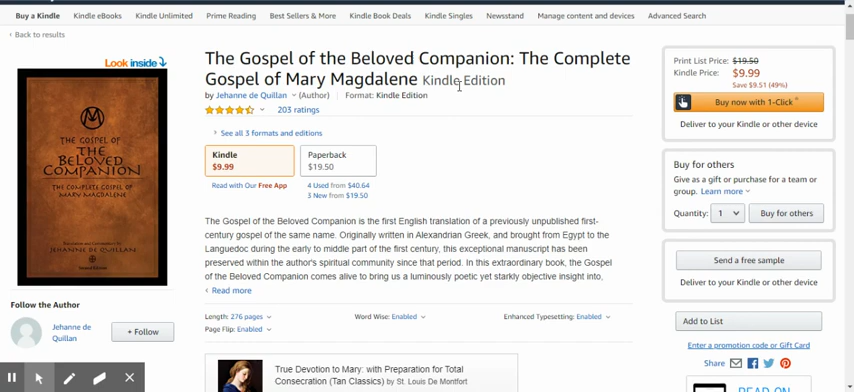 Buy a Kindle Kindle eBooks Kindle Unlimited Prime Reading Best Sellers & More Kindle Book Deals Kindle Singles Newsstand Manage content and devices Advanced Search
‹ Back to results
Look inside
THE GOSPEL OF
THE
BELOVED
COMPANION
THE COMPLETE GOSPEL OF
MARY MAGDALENE
JEHANNE DE QUILLAN
Follow the Author
Jehanne de
Quillan
+ Follow
The Gospel of the Beloved Companion: The Complete
Gospel of Mary Magdalene Kindle Edition
by Jehanne de Quillan (Author) | Format: Kindle Edition
203 ratings
› See all 3 formats and editions
Kindle
$9.99
Paperback
$19.50
Read with Our Free App
4 Used from $40.64
3 New from $19.50
The Gospel of the Beloved Companion is the first English translation of a previously unpublished first-
century gospel of the same name. Originally written in Alexandrian Greek, and brought from Egypt to the
Languedoc during the early to middle part of the first century, this exceptional manuscript has been
preserved within the author's spiritual community since that period. In this extraordinary book, the Gospel
of the Beloved Companion comes alive to bring us a luminously poetic yet starkly objective insight into,
Read more
Length: 276 pages Word Wise: Enabled Enhanced Typesetting: Enabled
Page Flip: Enabled
True Devotion to Mary: with Preparation for Total
Consecration (Tan Classics) by St. Louis De Montfort
Print List Price: $19.50
Kindle Price: $9.99
Save $9.51 (49%)
Buy now with 1-Click
Deliver to your Kindle or other device
Buy for others
Give as a gift or purchase for a team or
group. Learn more
Quantity: 1 Buy for others
Send a free sample
Deliver to your Kindle or other device
Add to List
Enter a promotion code or Gift Card
Share
READ ON